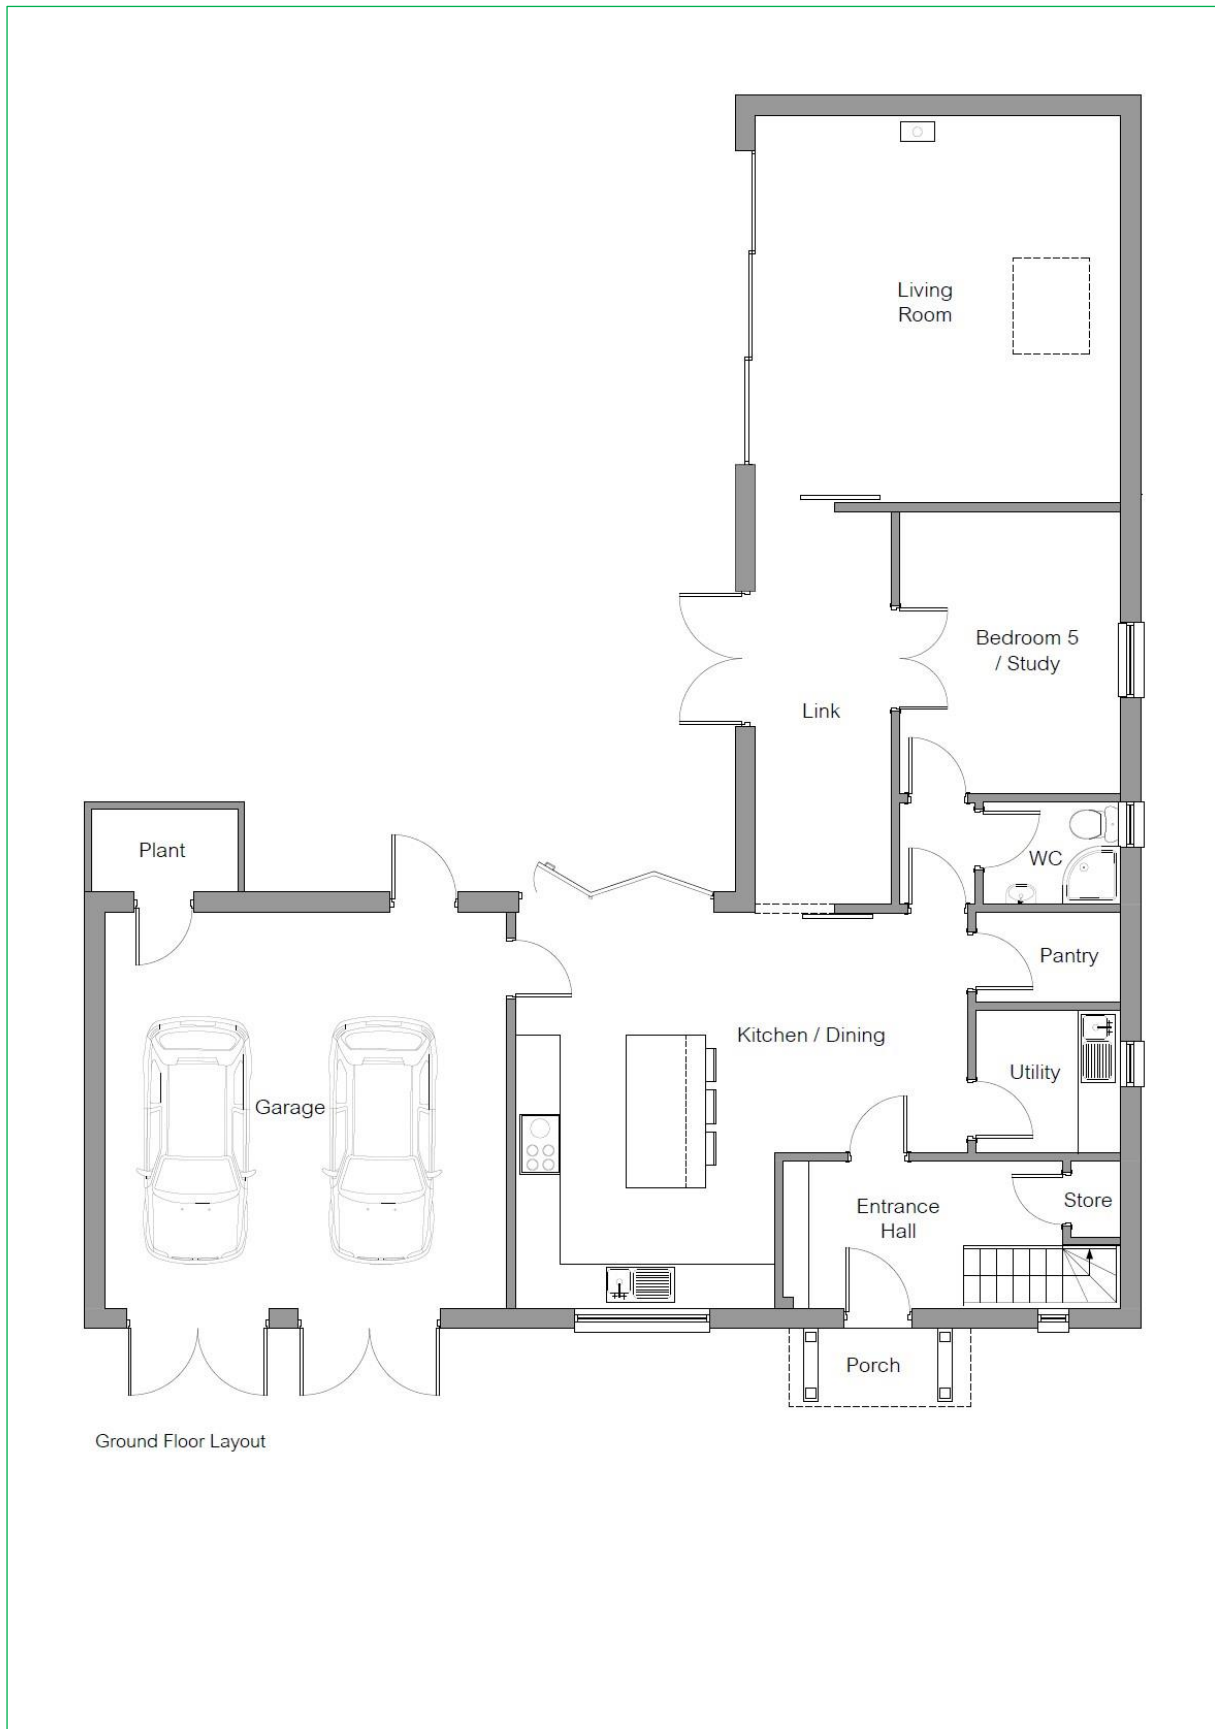 Living
Room
Bedroom 5
/ Study
Link
Plant
WC
Pantry
Kitchen / Dining
Utility
Garage
Store
Entrance
Hall
Porch
Ground Floor Layout